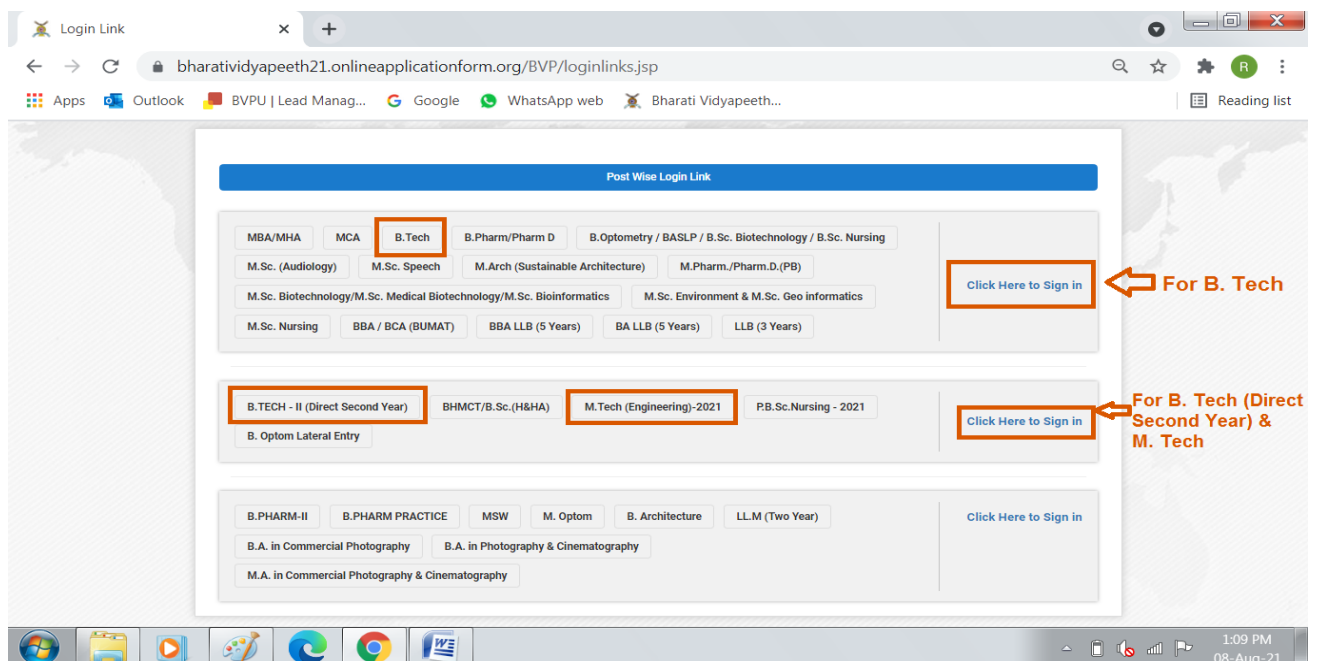 Login Link
bharatividyapeeth21.onlineapplicationform.org/BVP/loginlinks.jsp
R
Apps Outlook BVPU | Lead Manag... Google WhatsApp web Bharati Vidyapeeth... Reading list
Post Wise Login Link
MBA/MHA MCA B.Tech B.Pharm/Pharm D B.Optometry / BASLP / B.Sc. Biotechnology / B.Sc. Nursing
M.Sc. (Audiology) M.Sc. Speech M.Arch (Sustainable Architecture) M.Pharm./Pharm.D.(PB)
Click Here to Sign in For B. Tech
M.Sc. Biotechnology/M.Sc. Medical Biotechnology/M.Sc. Bioinformatics M.Sc. Environment & M.Sc. Geo informatics
M.Sc. Nursing BBA / BCA (BUMAT) BBA LLB (5 Years) BA LLB (5 Years) LLB (3 Years)
B.TECH - II (Direct Second Year) BHMCT/B.Sc.(H&HA) M.Tech (Engineering)-2021 P.B.Sc.Nursing - 2021
Click Here to Sign in
For B. Tech (Direct
Second Year) &
M. Tech
B. Optom Lateral Entry
B.PHARM-II B.PHARM PRACTICE MSW M. Optom B. Architecture LL.M (Two Year) Click Here to Sign in
B.A. in Commercial Photography B.A. in Photography & Cinematography
M.A. in Commercial Photography & Cinematography
1:09 PM
08-Aug-21